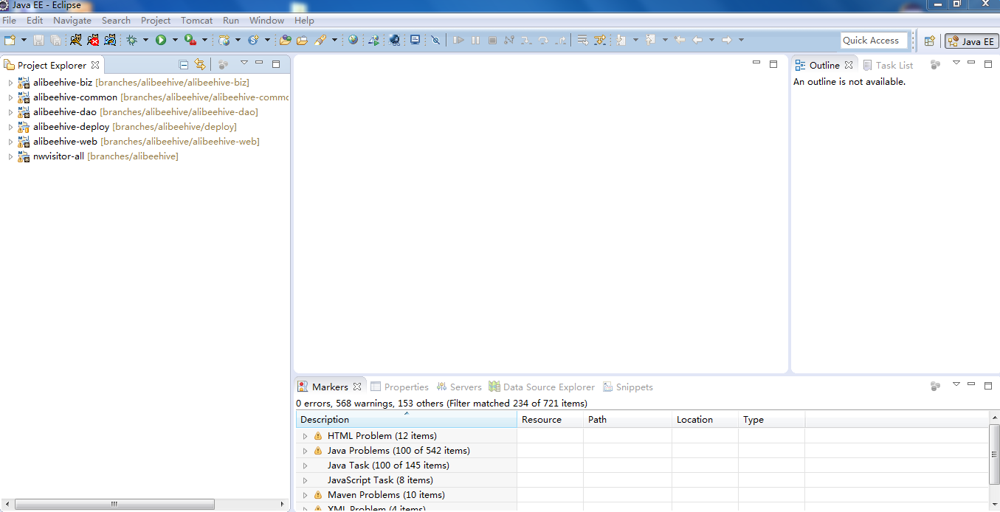 Java EE - Eclipse
File Edit Navigate Search Project Tomcat Run Window Help
Quick Access
Java EE
Project Explorer
alibeehive-biz [branches/alibeehive/alibeehive-biz]
alibeehive-common [branches/alibeehive/alibeehive-commo
alibeehive-dao [branches/alibeehive/alibeehive-dao]
alibeehive-deploy [branches/alibeehive/deploy]
alibeehive-web [branches/alibeehive/alibeehive-web]
nwvisitor-all [branches/alibeehive]
Outline Task List
An outline is not available.
Markers Properties Servers Data Source Explorer Snippets
0 errors, 568 warnings, 153 others (Filter matched 234 of 721 items)
Description Resource Path Location Type
HTML Problem (12 items)
Java Problems (100 of 542 items)
Java Task (100 of 145 items)
JavaScript Task (8 items)
Maven Problems (10 items)
XML Problem (4 items)